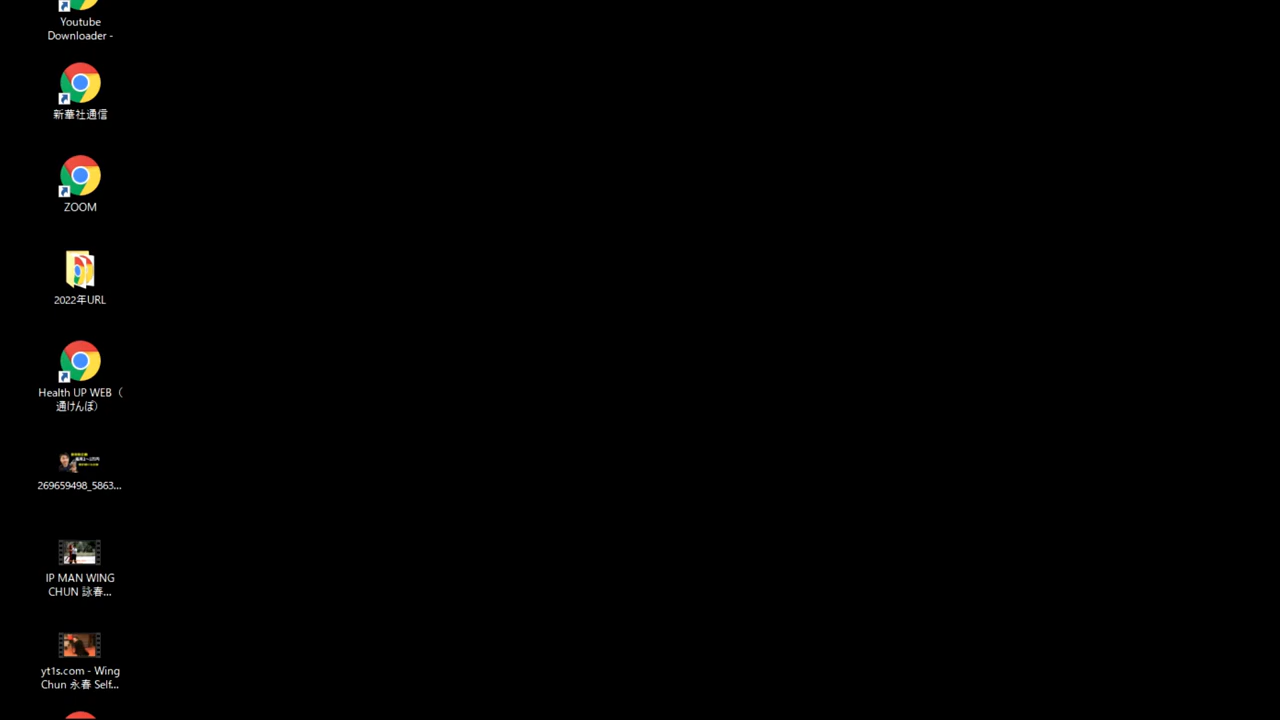 Youtube
Downloader -
新華社通信
ZOOM
2022年URL
Health UP WEB（
通けんぽ）
269659498_5863...
IP MAN WING
CHUN 詠春...
yt1s.com - Wing
Chun 永春 Self...